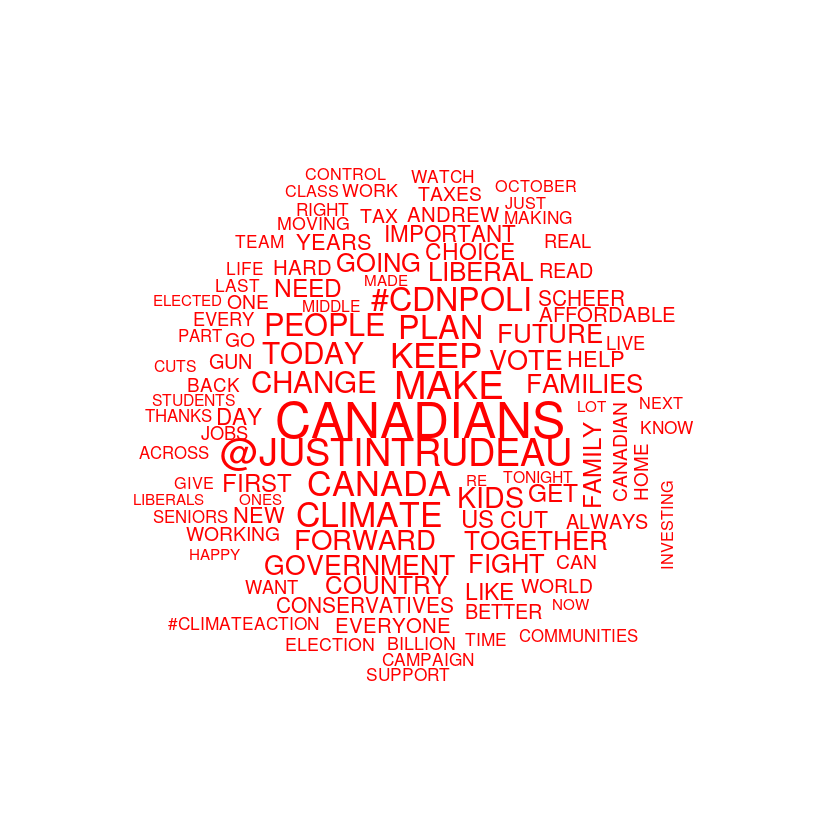 CONTROL WATCH
CLASS WORK TAXES OCTOBER
RIGHT TAX ANDREW JUST
MOVING IMPORTANT MAKING
TEAM YEARS CHOICE REAL
LIFE HARD GOING LIBERAL READ
LAST NEED MADE #CDNPOLI SCHEER
ELECTED ONE MIDDLE AFFORDABLE
EVERY PEOPLE PLAN FUTURE
PART GO TODAY KEEP VOTE HELP LIVE
CUTS GUN CHANGE MAKE FAMILIES
BACK
STUDENTS CANADIANS LOT NEXT
THANKS DAY KNOW
JOBS @JUSTINTRUDEAU FAMILY CANADIAN HOME
ACROSS
GIVE FIRST CANADA RE TONIGHT
LIBERALS ONES KIDS GET INVESTING
SENIORS NEW CLIMATE US CUT ALWAYS
WORKING FORWARD TOGETHER
HAPPY GOVERNMENT FIGHT CAN
WANT COUNTRY LIKE WORLD
CONSERVATIVES BETTER NOW
#CLIMATEACTION EVERYONE COMMUNITIES
ELECTION BILLION TIME
CAMPAIGN
SUPPORT